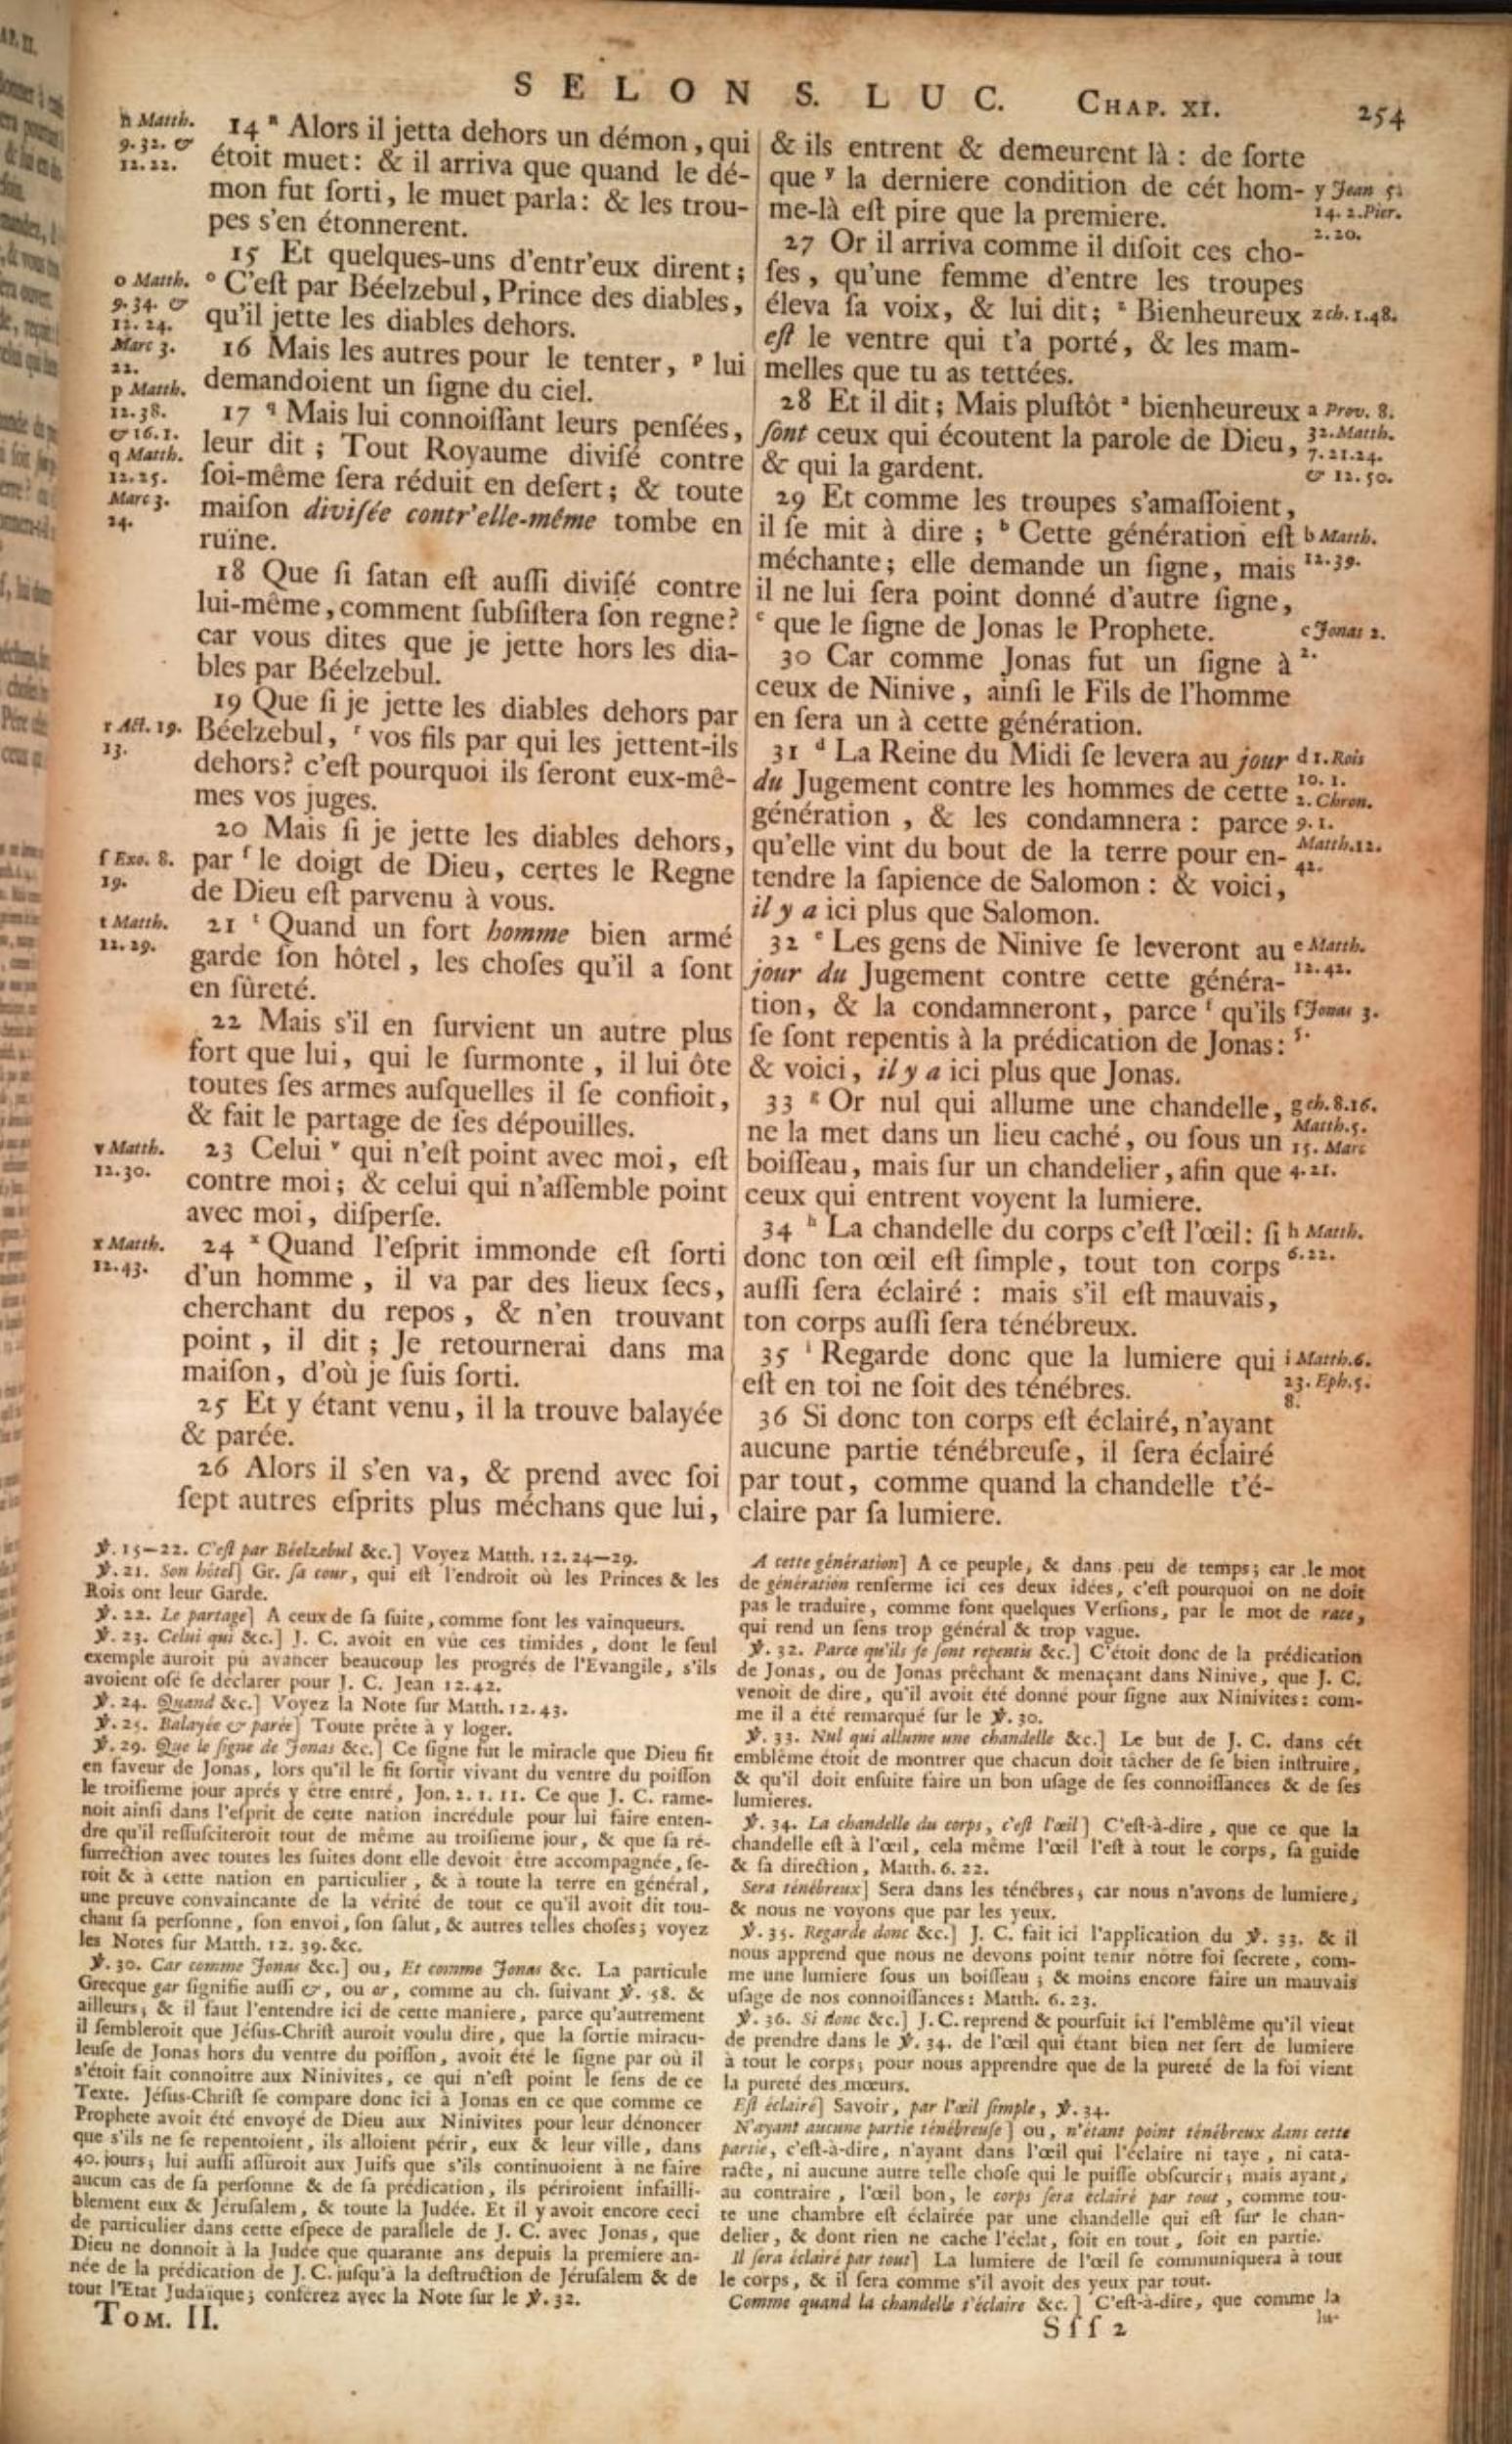 SELON S. LUC. CHAP. XI. 254
n Matth.
9. 32. &
12. 22.
14 ⁿ Alors il jetta dehors un démon, qui
étoit muet: & il arriva que quand le dé-
mon fut ſorti, le muet parla: & les trou-
pes s'en étonnerent.
15 Et quelques-uns d'entr'eux dirent;
o Matth.
9. 34. &
12. 24.
Marc 3.
22.
° C'eſt par Béelzebul, Prince des diables,
qu'il jette les diables dehors.
16 Mais les autres pour le tenter, ᵖ lui
p Matth.
12. 38.
& 16. 1.
demandoient un ſigne du ciel.
17 ᑫ Mais lui connoiſſant leurs penſées,
q Matth.
12. 25.
Marc 3.
24.
leur dit; Tout Royaume diviſé contre
ſoi-même ſera réduit en deſert; & toute
maiſon diviſée contr'elle-même tombe en
ruïne.
18 Que ſi ſatan eſt auſſi diviſé contre
lui-même, comment ſubſiſtera ſon regne?
car vous dites que je jette hors les dia-
bles par Béelzebul.
19 Que ſi je jette les diables dehors par
r Act. 19.
13.
Béelzebul, ʳ vos fils par qui les jettent-ils
dehors? c'eſt pourquoi ils ſeront eux-mê-
mes vos juges.
20 Mais ſi je jette les diables dehors,
ſ Exo. 8.
19.
par ſ le doigt de Dieu, certes le Regne
de Dieu eſt parvenu à vous.
t Matth.
12. 29.
21 ᵗ Quand un fort homme bien armé
garde ſon hôtel, les choſes qu'il a ſont
en ſûreté.
22 Mais s'il en ſurvient un autre plus
fort que lui, qui le ſurmonte, il lui ôte
toutes ſes armes auſquelles il ſe confioit,
& fait le partage de ſes dépouilles.
v Matth.
12. 30.
23 Celui ᵛ qui n'eſt point avec moi, eſt
contre moi; & celui qui n'aſſemble point
avec moi, diſperſe.
x Matth.
12. 43.
24 ˣ Quand l'eſprit immonde eſt ſorti
d'un homme, il va par des lieux ſecs,
cherchant du repos, & n'en trouvant
point, il dit; Je retournerai dans ma
maiſon, d'où je ſuis ſorti.
25 Et y étant venu, il la trouve balayée
& parée.
26 Alors il s'en va, & prend avec ſoi
ſept autres eſprits plus méchans que lui,
& ils entrent & demeurent là: de ſorte
que ʸ la derniere condition de cét hom-
me-là eſt pire que la premiere.
y Jean 5.
14. 2. Pier.
2. 20.
27 Or il arriva comme il diſoit ces cho-
ſes, qu'une femme d'entre les troupes
éleva ſa voix, & lui dit; ᶻ Bienheureux
z ch. 1. 48.
eſt le ventre qui t'a porté, & les mam-
melles que tu as tettées.
28 Et il dit; Mais pluſtôt ᵃ bienheureux
ſont ceux qui écoutent la parole de Dieu,
& qui la gardent.
a Prov. 8.
32. Matth.
7. 21. 24.
& 12. 50.
29 Et comme les troupes s'amaſſoient,
il ſe mit à dire; ᵇ Cette génération eſt
méchante; elle demande un ſigne, mais
b Matth.
12. 39.
il ne lui ſera point donné d'autre ſigne,
ᶜ que le ſigne de Jonas le Prophete.
c Jonas 2.
2.
30 Car comme Jonas fut un ſigne à
ceux de Ninive, ainſi le Fils de l'homme
en ſera un à cette génération.
31 ᵈ La Reine du Midi ſe levera au jour
du Jugement contre les hommes de cette
génération, & les condamnera: parce
qu'elle vint du bout de la terre pour en-
d 1. Rois
10. 1.
2. Chron.
9. 1.
Matth. 12.
42.
tendre la ſapience de Salomon: & voici,
il y a ici plus que Salomon.
32 ᵉ Les gens de Ninive ſe leveront au
jour du Jugement contre cette généra-
e Matth.
12. 41.
tion, & la condamneront, parce ᶠ qu'ils
ſe ſont repentis à la prédication de Jonas:
f Jonas 3.
5.
& voici, il y a ici plus que Jonas.
33 ᵍ Or nul qui allume une chandelle,
ne la met dans un lieu caché, ou ſous un
boiſſeau, mais ſur un chandelier, afin que
g ch. 8. 16.
Matth. 5.
15. Marc
4. 21.
ceux qui entrent voyent la lumiere.
34 ʰ La chandelle du corps c'eſt l'œil: ſi
donc ton œil eſt ſimple, tout ton corps
h Matth.
6. 22.
auſſi ſera éclairé: mais s'il eſt mauvais,
ton corps auſſi ſera ténébreux.
35 ⁱ Regarde donc que la lumiere qui
eſt en toi ne ſoit des ténébres.
i Matth. 6.
23. Eph. 5.
8.
36 Si donc ton corps eſt éclairé, n'ayant
aucune partie ténébreuſe, il ſera éclairé
par tout, comme quand la chandelle t'é-
claire par ſa lumiere.
℣. 15—22. C'eſt par Béelzebul &c.] Voyez Matth. 12. 24—29.
℣. 21. Son hôtel] Gr. ſa cour, qui eſt l'endroit où les Princes & les
Rois ont leur Garde.
℣. 22. Le partage] A ceux de ſa ſuite, comme font les vainqueurs.
℣. 23. Celui qui &c.] J. C. avoit en vûe ces timides, dont le ſeul
exemple auroit pû avancer beaucoup les progrés de l'Evangile, s'ils
avoient oſé ſe déclarer pour J. C. Jean 12. 42.
℣. 24. Quand &c.] Voyez la Note ſur Matth. 12. 43.
℣. 25. Balayée & parée] Toute prête à y loger.
℣. 29. Que le ſigne de Jonas &c.] Ce ſigne fut le miracle que Dieu fit
en faveur de Jonas, lors qu'il le fit ſortir vivant du ventre du poiſſon
le troiſieme jour aprés y être entré, Jon. 2. 1. 11. Ce que J. C. rame-
noit ainſi dans l'eſprit de cette nation incrédule pour lui faire enten-
dre qu'il reſſuſciteroit tout de même au troiſieme jour, & que ſa ré-
ſurrection avec toutes les ſuites dont elle devoit être accompagnée, ſe-
roit & à cette nation en particulier, & à toute la terre en général,
une preuve convaincante de la vérité de tout ce qu'il avoit dit tou-
chant ſa perſonne, ſon envoi, ſon ſalut, & autres telles choſes; voyez
les Notes ſur Matth. 12. 39. &c.
℣. 30. Car comme Jonas &c.] ou, Et comme Jonas &c. La particule
Grecque gar ſignifie auſſi &, ou or, comme au ch. ſuivant ℣. 58. &
ailleurs; & il faut l'entendre ici de cette maniere, parce qu'autrement
il ſembleroit que Jéſus-Chriſt auroit voulu dire, que la ſortie miracu-
leuſe de Jonas hors du ventre du poiſſon, avoit été le ſigne par où il
s'étoit fait connoitre aux Ninivites, ce qui n'eſt point le ſens de ce
Texte. Jéſus-Chriſt ſe compare donc ici à Jonas en ce que comme ce
Prophete avoit été envoyé de Dieu aux Ninivites pour leur dénoncer
que s'ils ne ſe repentoient, ils alloient périr, eux & leur ville, dans
40. jours; lui auſſi aſſûroit aux Juifs que s'ils continuoient à ne faire
aucun cas de ſa perſonne & de ſa prédication, ils périroient infailli-
blement eux & Jéruſalem, & toute la Judée. Et il y avoit encore ceci
de particulier dans cette eſpece de parallele de J. C. avec Jonas, que
Dieu ne donnoit à la Judée que quarante ans depuis la premiere an-
née de la prédication de J. C. juſqu'à la deſtruction de Jéruſalem & de
tout l'Etat Judaïque; conferez avec la Note ſur le ℣. 32.
A cette génération] A ce peuple, & dans peu de temps; car le mot
de génération renferme ici ces deux idées, c'eſt pourquoi on ne doit
pas le traduire, comme font quelques Verſions, par le mot de race,
qui rend un ſens trop général & trop vague.
℣. 32. Parce qu'ils ſe ſont repentis &c.] C'étoit donc de la prédication
de Jonas, ou de Jonas prêchant & menaçant dans Ninive, que J. C.
venoit de dire, qu'il avoit été donné pour ſigne aux Ninivites: com-
me il a été remarqué ſur le ℣. 30.
℣. 33. Nul qui allume une chandelle &c.] Le but de J. C. dans cét
emblême étoit de montrer que chacun doit tâcher de ſe bien inſtruire,
& qu'il doit enſuite faire un bon uſage de ſes connoiſſances & de ſes
lumieres.
℣. 34. La chandelle du corps, c'eſt l'œil] C'eſt-à-dire, que ce que la
chandelle eſt à l'œil, cela même l'œil l'eſt à tout le corps, ſa guide
& ſa direction, Matth. 6. 22.
Sera ténébreux] Sera dans les ténébres; car nous n'avons de lumiere,
& nous ne voyons que par les yeux.
℣. 35. Regarde donc &c.] J. C. fait ici l'application du ℣. 33. & il
nous apprend que nous ne devons point tenir nôtre foi ſecrete, com-
me une lumiere ſous un boiſſeau; & moins encore faire un mauvais
uſage de nos connoiſſances: Matth. 6. 23.
℣. 36. Si donc &c.] J. C. reprend & pourſuit ici l'emblême qu'il vient
de prendre dans le ℣. 34. de l'œil qui étant bien net ſert de lumiere
à tout le corps; pour nous apprendre que de la pureté de la foi vient
la pureté des mœurs.
Eſt éclairé] Savoir, par l'œil ſimple, ℣. 34.
N'ayant aucune partie ténébreuſe] ou, n'étant point ténébreux dans cette
partie, c'eſt-à-dire, n'ayant dans l'œil qui l'éclaire ni taye, ni cata-
racte, ni aucune autre telle choſe qui le puiſſe obſcurcir; mais ayant,
au contraire, l'œil bon, le corps ſera éclairé par tout, comme tou-
te une chambre eſt éclairée par une chandelle qui eſt ſur le chan-
delier, & dont rien ne cache l'éclat, ſoit en tout, ſoit en partie.
Il ſera éclairé par tout] La lumiere de l'œil ſe communiquera à tout
le corps, & il ſera comme s'il avoit des yeux par tout.
Comme quand la chandelle t'éclaire &c.] C'eſt-à-dire, que comme la
TOM. II. Sſſ 2 lu-